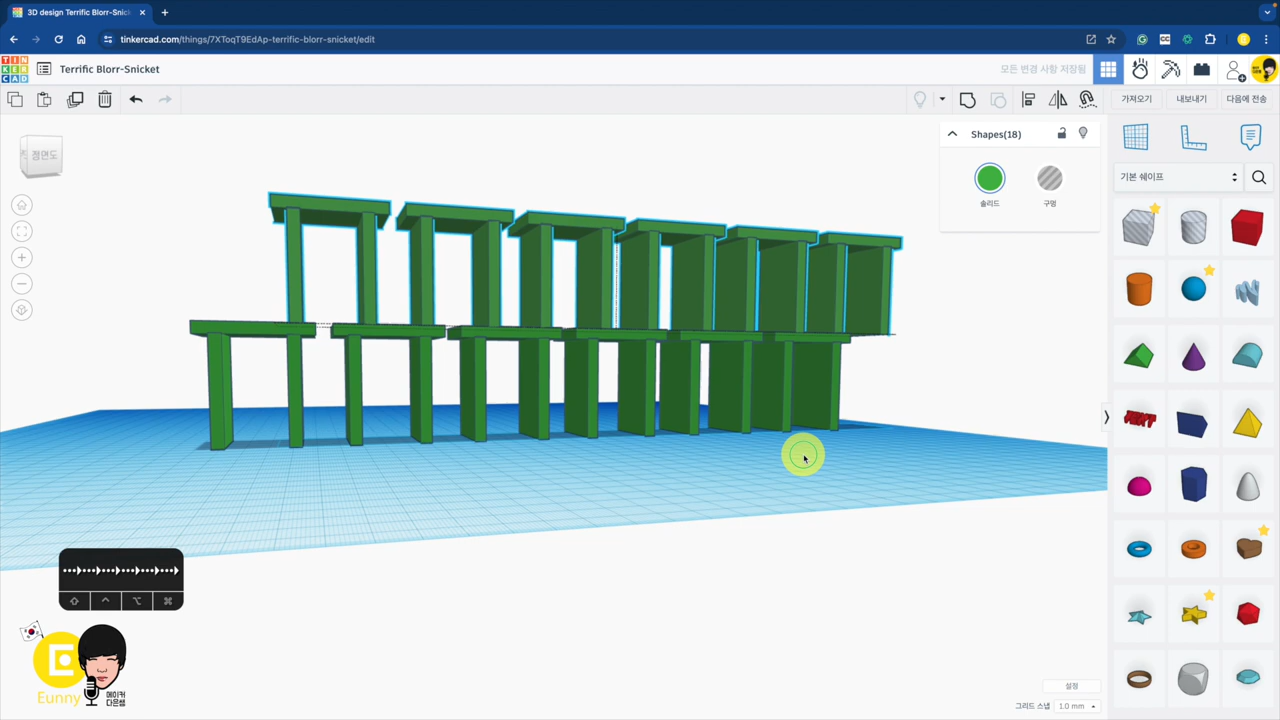 3D design Terrific Blorr-Snick
tinkercad.com/things/7XToqT9EdAp-terrific-blorr-snicket/edit
TIN
KER
CAD
Terrific Blorr-Snicket
모든 변경 사항 저장됨
가져오기
내보내기
다음에 전송
정면도
Shapes(18)
솔리드
구멍
기본 쉐이프
TEXT
Eunny
메이커
다은쌤
설정
그리드 스냅
1.0 mm